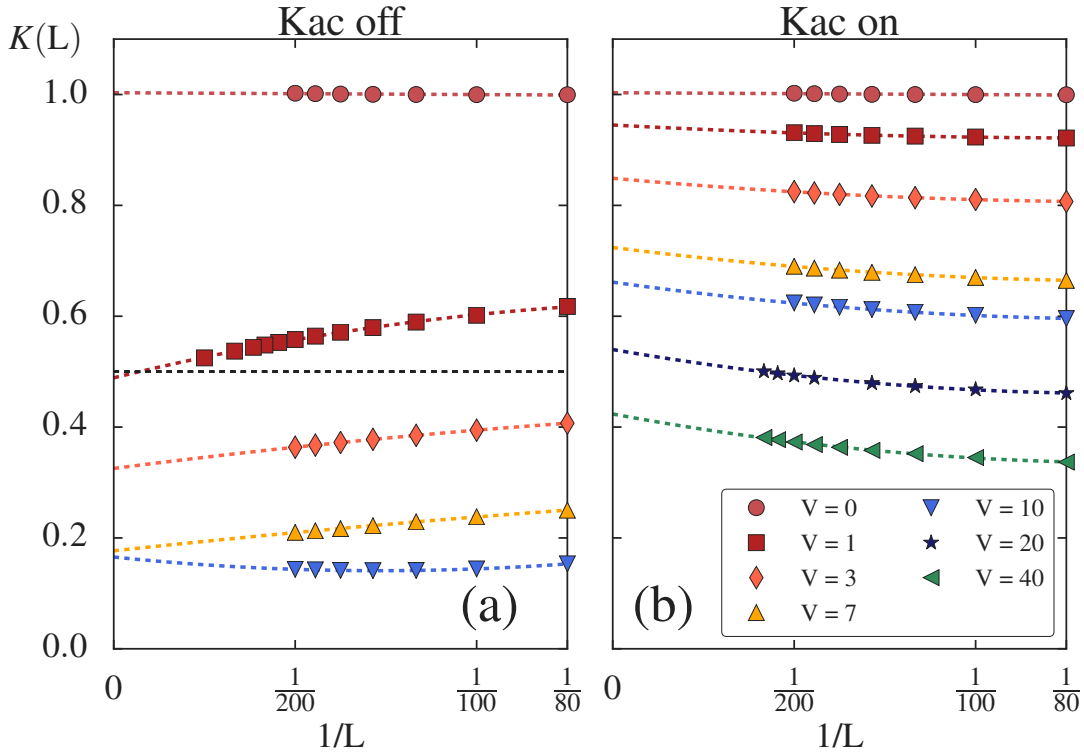 Kac off
Kac on
K(L)
1.0
0.8
0.6
0.4
0.2
0.0
(a)
(b)
V = 0
V = 1
V = 3
V = 7
V = 10
V = 20
V = 40
0
1/200
1/100
1/80
1/L
0
1/200
1/100
1/80
1/L